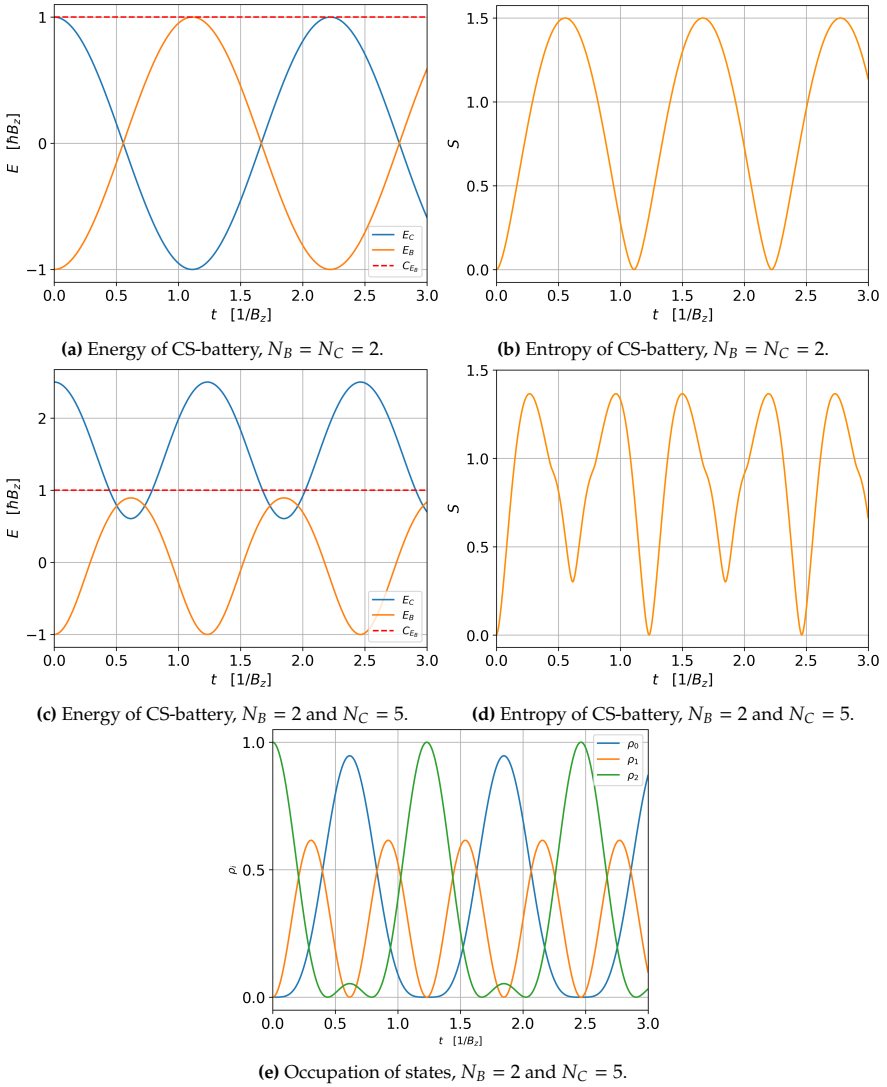 1
0
−1
E [ħB_z]
0.0 0.5 1.0 1.5 2.0 2.5 3.0
t [1/B_z]
E_C
E_B
C_{E_B}
1.5
1.0
0.5
0.0
S
0.0 0.5 1.0 1.5 2.0 2.5 3.0
t [1/B_z]
(a) Energy of CS-battery, N_B = N_C = 2.
(b) Entropy of CS-battery, N_B = N_C = 2.
2
1
0
−1
E [ħB_z]
0.0 0.5 1.0 1.5 2.0 2.5 3.0
t [1/B_z]
E_C
E_B
C_{E_B}
1.5
1.0
0.5
0.0
S
0.0 0.5 1.0 1.5 2.0 2.5 3.0
t [1/B_z]
(c) Energy of CS-battery, N_B = 2 and N_C = 5.
(d) Entropy of CS-battery, N_B = 2 and N_C = 5.
1.0
0.5
0.0
ρ_i
ρ_0
ρ_1
ρ_2
0.0 0.5 1.0 1.5 2.0 2.5 3.0
t [1/B_z]
(e) Occupation of states, N_B = 2 and N_C = 5.